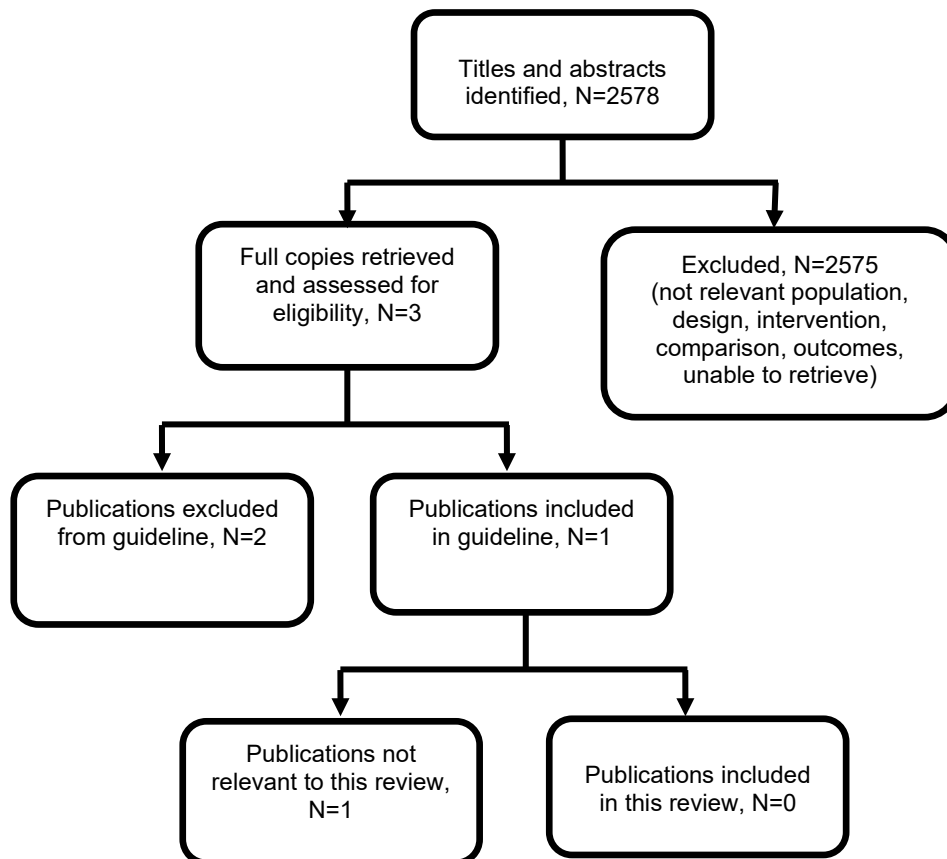 Titles and abstracts
identified, N=2578
Full copies retrieved
and assessed for
eligibility, N=3
Excluded, N=2575
(not relevant population,
design, intervention,
comparison, outcomes,
unable to retrieve)
Publications excluded
from guideline, N=2
Publications included
in guideline, N=1
Publications not
relevant to this review,
N=1
Publications included
in this review, N=0